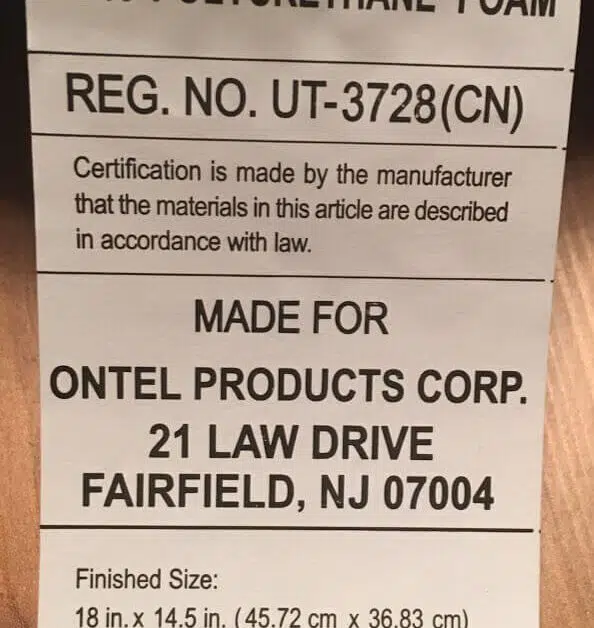 POLYURETHANE FOAM
REG. NO. UT-3728(CN)
Certification is made by the manufacturer
that the materials in this article are described
in accordance with law.
MADE FOR
ONTEL PRODUCTS CORP.
21 LAW DRIVE
FAIRFIELD, NJ 07004
Finished Size:
18 in. x 14.5 in. (45.72 cm x 36.83 cm)